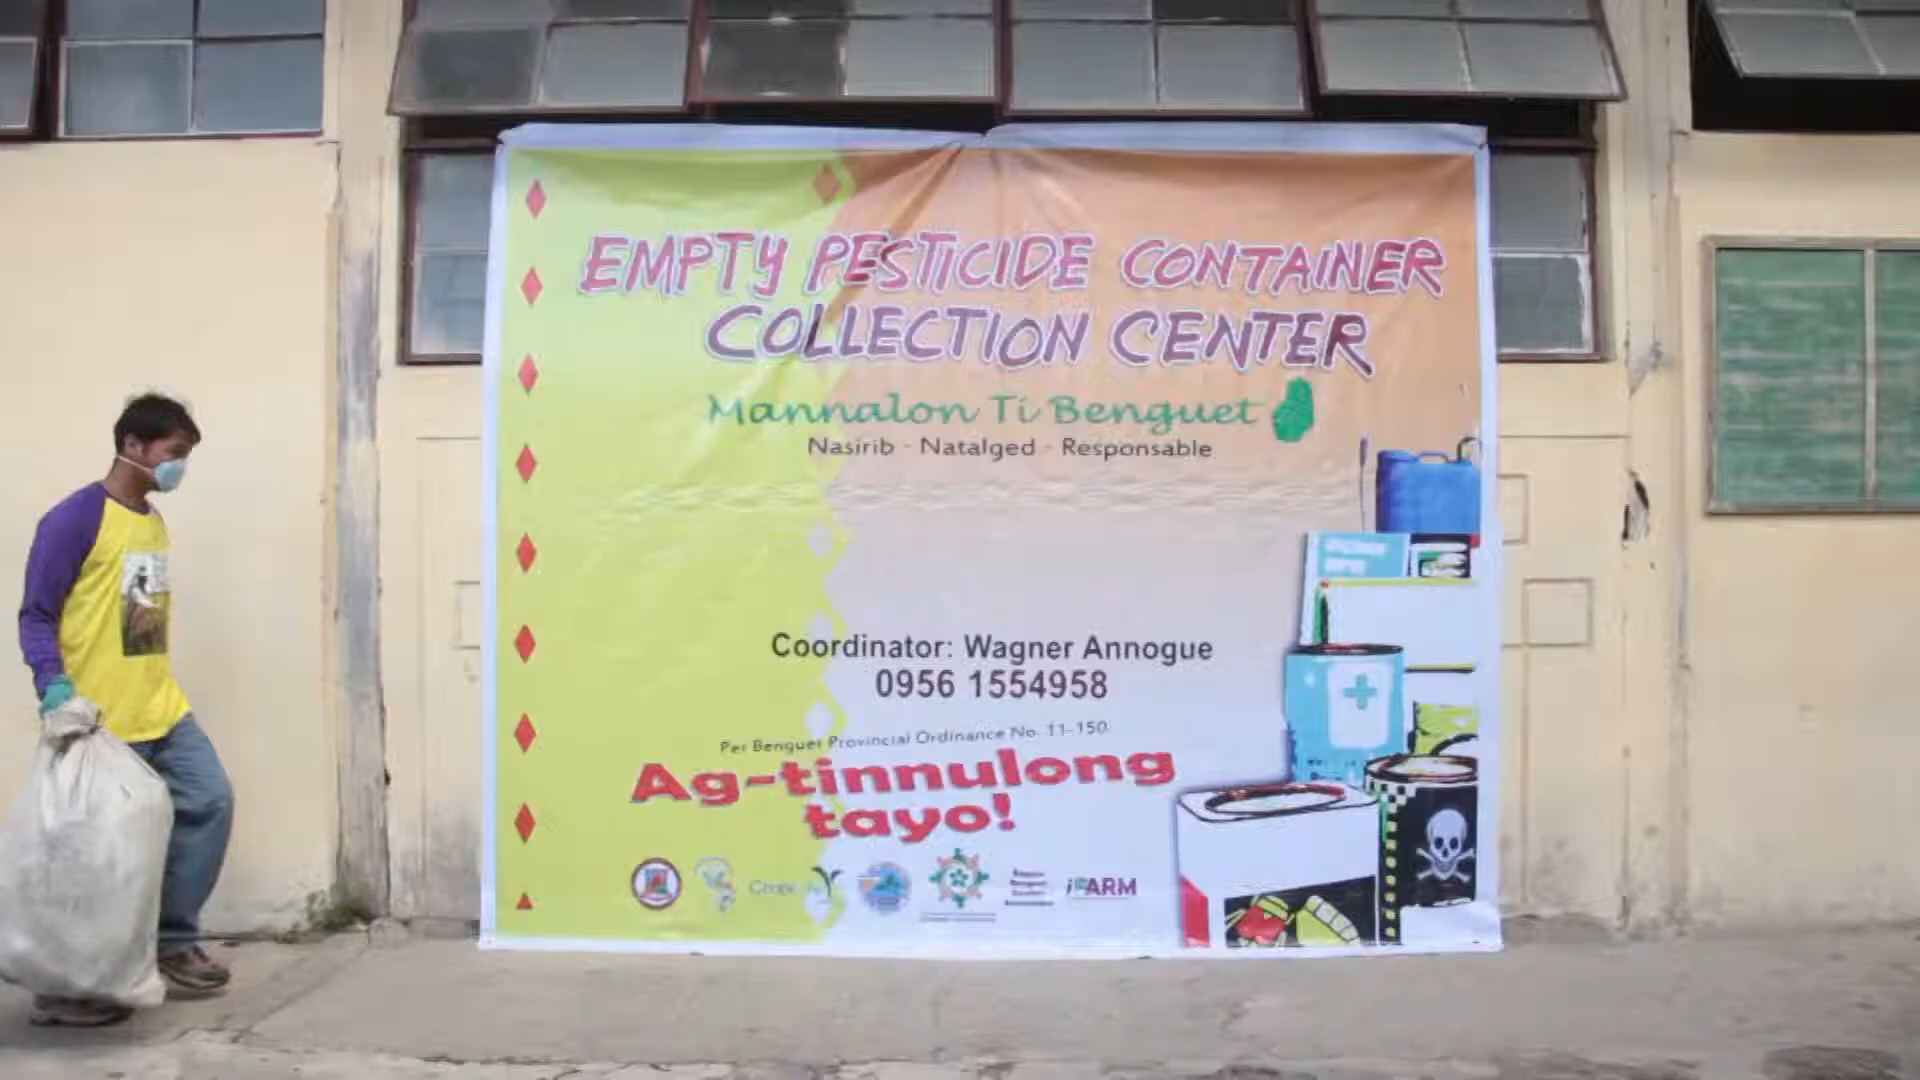 EMPTY PESTICIDE CONTAINER
COLLECTION CENTER
Mannalon Ti Benguet
Nasirib - Natalged - Responsable
Coordinator: Wagner Annogue
0956 1554958
Per Benguet Provincial Ordinance No. 11-150
Ag-tinnulong
tayo!
ARM